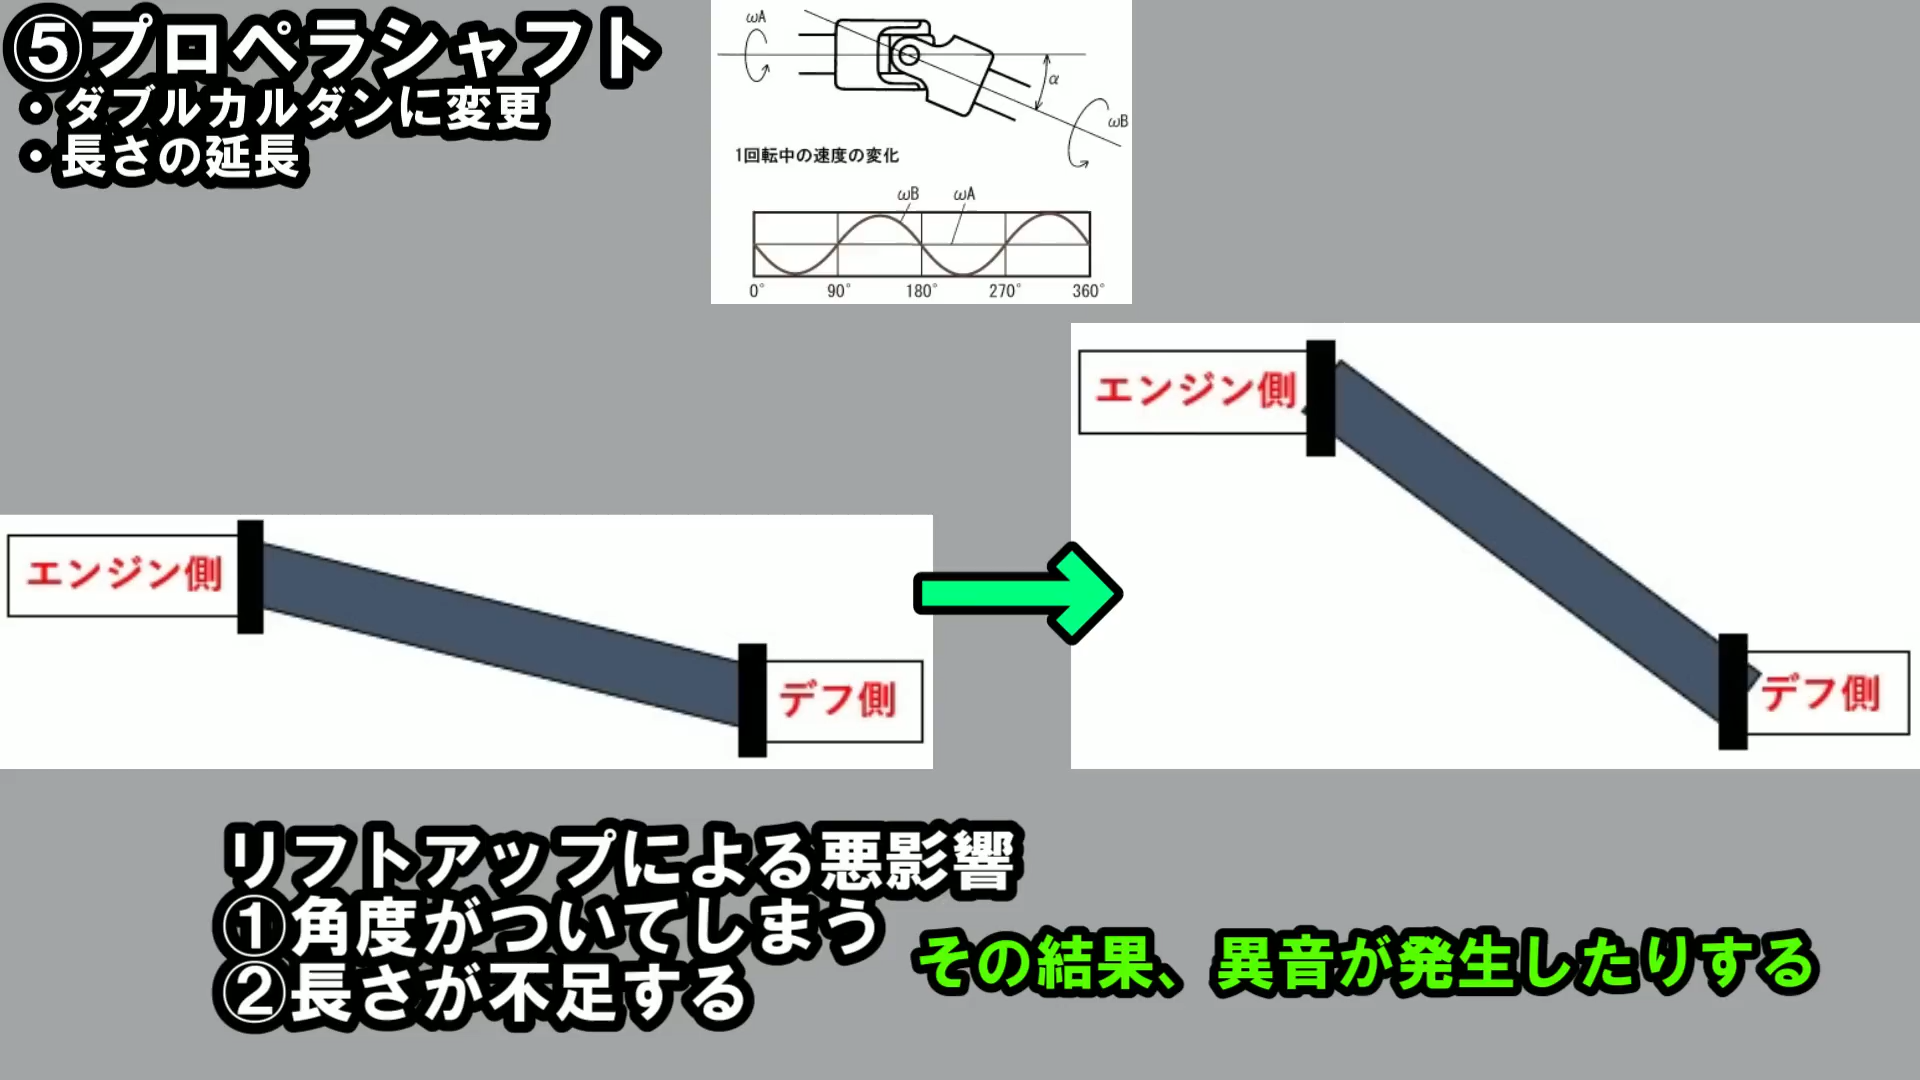 ⑤プロペラシャフト
・ダブルカルダンに変更
・長さの延長
ωA
α
ωB
1回転中の速度の変化
ωB ωA
0° 90° 180° 270° 360°
エンジン側
デフ側
エンジン側
デフ側
リフトアップによる悪影響
①角度がついてしまう
②長さが不足する
その結果、異音が発生したりする